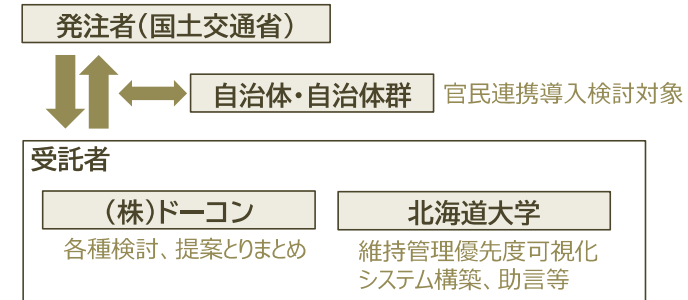 発注者（国土交通省）
自治体・自治体群
官民連携導入検討対象
受託者
（株）ドーコン
各種検討、提案とりまとめ
北海道大学
維持管理優先度可視化
システム構築、助言等